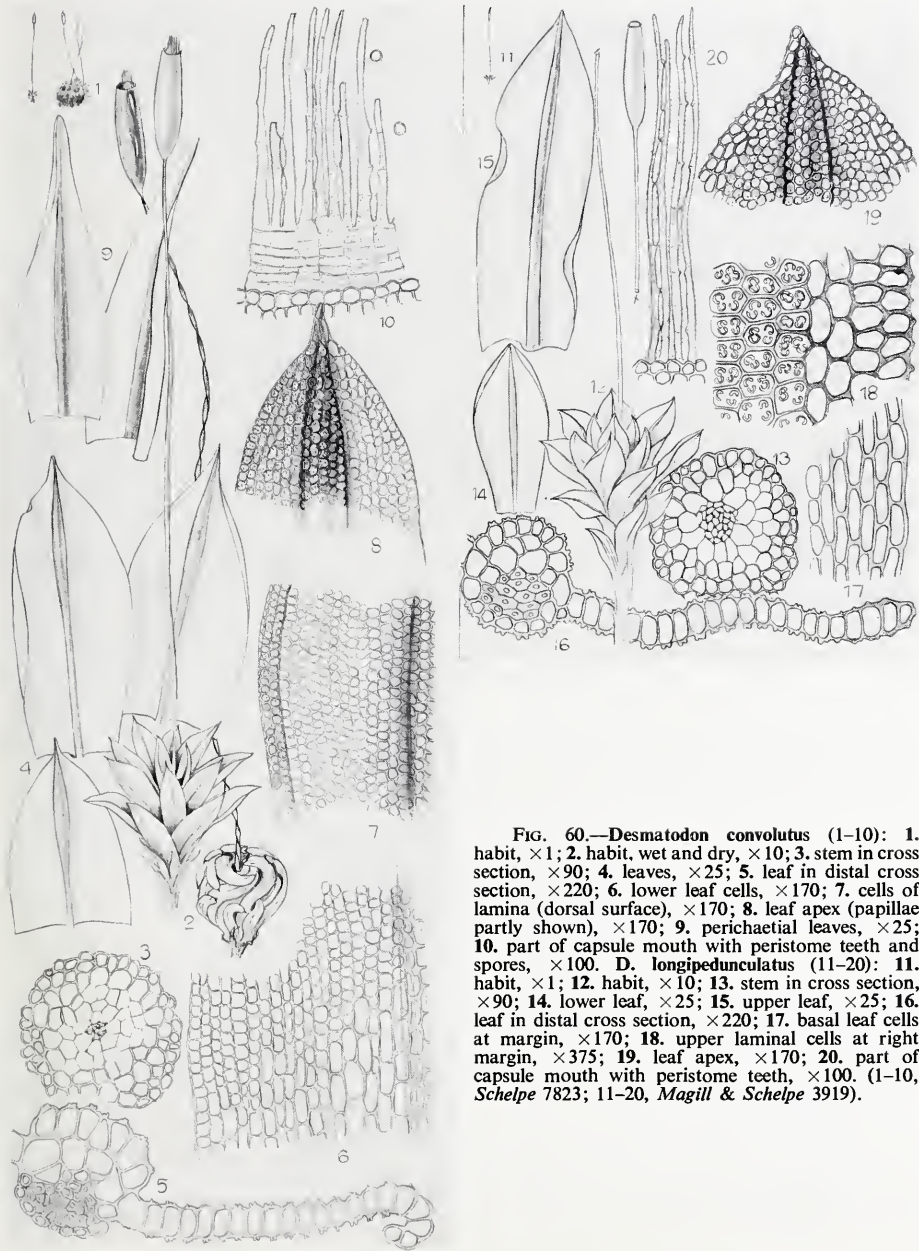 1
9
10
8
4
7
2
3
6
5
11
15
20
19
18
14
13
17
16
FIG. 60.—Desmatodon convolutus (1–10): 1.
habit, ×1; 2. habit, wet and dry, ×10; 3. stem in cross
section, ×90; 4. leaves, ×25; 5. leaf in distal cross
section, ×220; 6. lower leaf cells, ×170; 7. cells of
lamina (dorsal surface), ×170; 8. leaf apex (papillae
partly shown), ×170; 9. perichaetial leaves, ×25;
10. part of capsule mouth with peristome teeth and
spores, ×100. D. longipedunculatus (11–20): 11.
habit, ×1; 12. habit, ×10; 13. stem in cross section,
×90; 14. lower leaf, ×25; 15. upper leaf, ×25; 16.
leaf in distal cross section, ×220; 17. basal leaf cells
at margin, ×170; 18. upper laminal cells at right
margin, ×375; 19. leaf apex, ×170; 20. part of
capsule mouth with peristome teeth, ×100. (1–10,
Schelpe 7823; 11–20, Magill & Schelpe 3919).